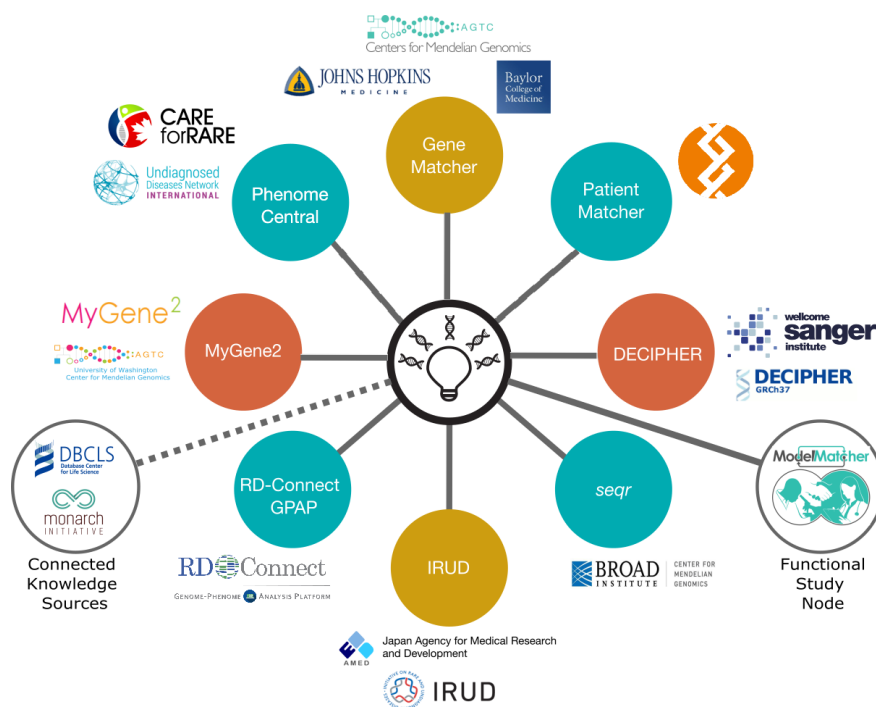 AGTC
Centers for Mendelian Genomics
JOHNS HOPKINS
MEDICINE
Baylor
College of
Medicine
CARE
forRARE
Undiagnosed
Diseases Network
INTERNATIONAL
Gene
Matcher
Phenome
Central
Patient
Matcher
MyGene2
AGTC
University of Washington
Center for Mendelian Genomics
MyGene2
DECIPHER
wellcome
sanger
institute
DECIPHER
GRCh37
DBCLS
Database Center
for Life Science
monarch
INITIATIVE
Connected
Knowledge
Sources
RD-Connect
GPAP
seqr
ModelMatcher
Functional
Study
Node
RD Connect
GENOME-PHENOME ANALYSIS PLATFORM
IRUD
BROAD
INSTITUTE
CENTER FOR
MENDELIAN
GENOMICS
AMED
Japan Agency for Medical Research
and Development
IRUD